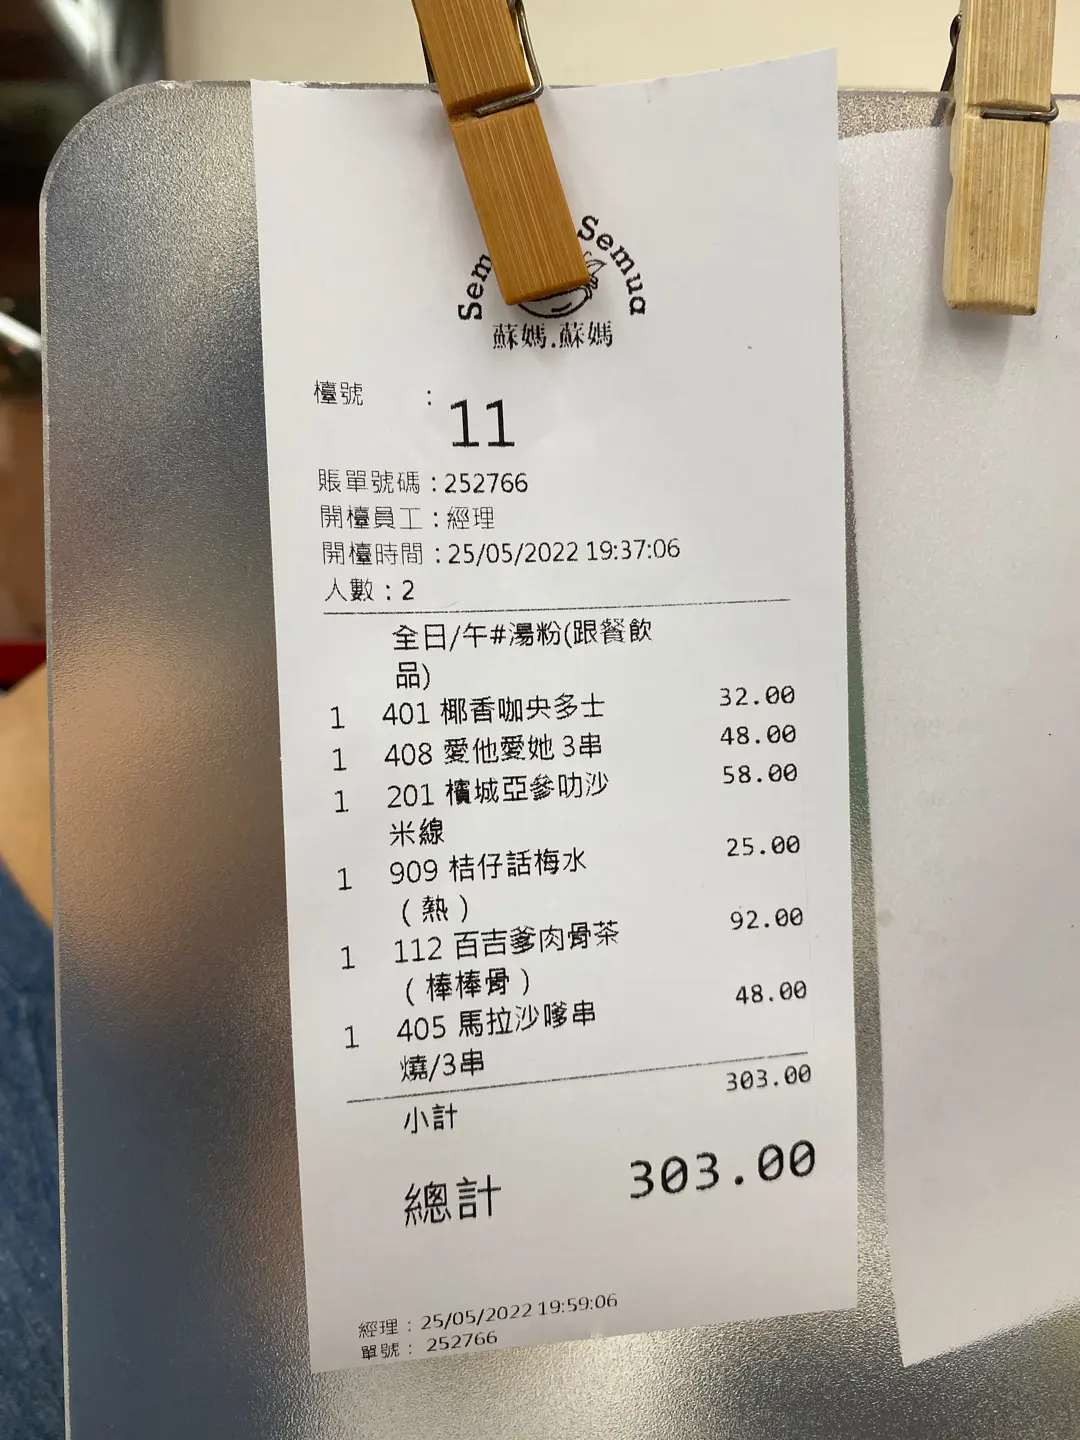 Semua
蘇媽.蘇媽
檯號 : 11
賬單號碼 : 252766
開檯員工 : 經理
開檯時間 : 25/05/2022 19:37:06
人數 : 2
全日/午#湯粉(跟餐飲
品)
1 401 椰香咖央多士 32.00
1 408 愛他愛她 3串 48.00
1 201 檳城亞參叻沙 58.00
米線
1 909 桔仔話梅水 25.00
(熱)
1 112 百吉爹肉骨茶 92.00
(棒棒骨)
1 405 馬拉沙嗲串 48.00
燒/3串
小計 303.00
總計 303.00
經理 : 25/05/2022 19:59:06
單號 : 252766